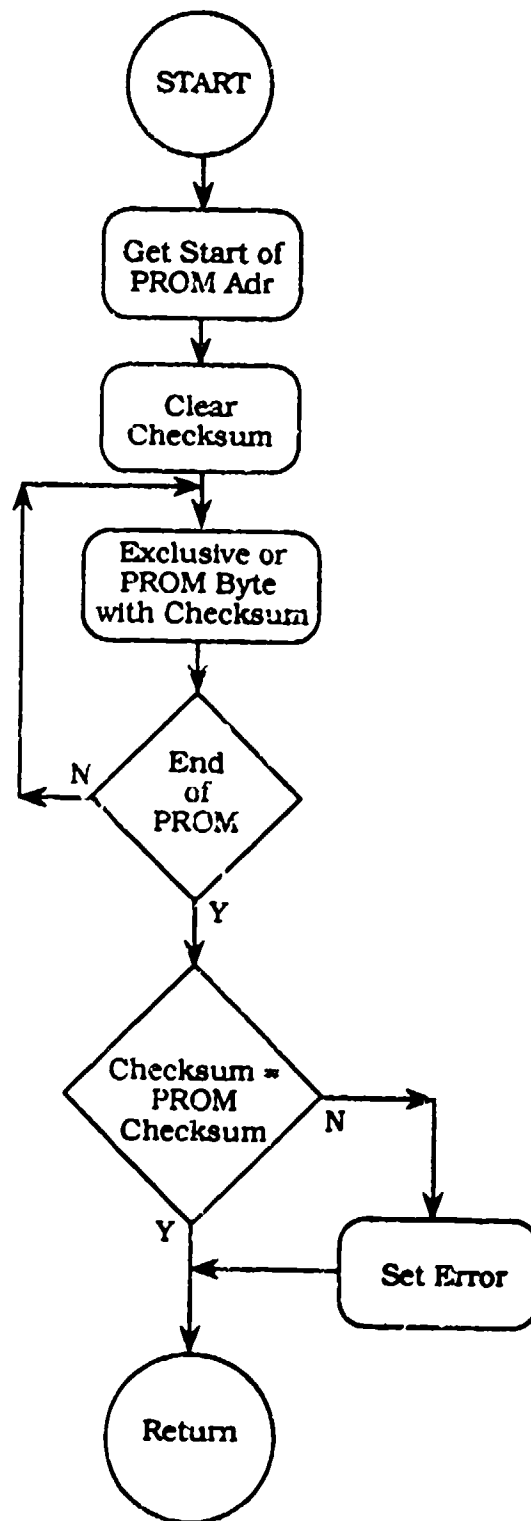 START
Get Start of
PROM Adr
Clear
Checksum
Exclusive or
PROM Byte
with Checksum
End
of
PROM
N
Y
Checksum =
PROM
Checksum
N
Y
Set Error
Return